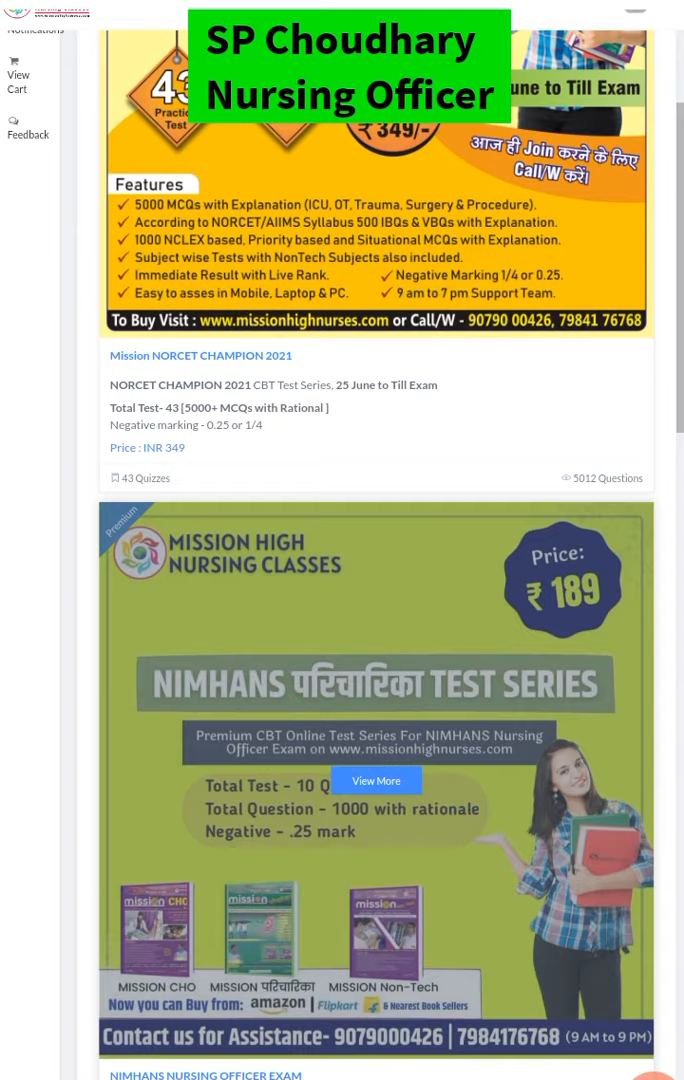 Notifications
View
Cart
Feedback
SP Choudhary
Nursing Officer
43
Practice
Test
₹ 349/-
June to Till Exam
आज ही Join करने के लिए
Call/W करें|
Features
✓ 5000 MCQs with Explanation (ICU, OT, Trauma, Surgery & Procedure).
✓ According to NORCET/AIIMS Syllabus 500 IBQs & VBQs with Explanation.
✓ 1000 NCLEX based, Priority based and Situational MCQs with Explanation.
✓ Subject wise Tests with NonTech Subjects also included.
✓ Immediate Result with Live Rank. ✓ Negative Marking 1/4 or 0.25.
✓ Easy to asses in Mobile, Laptop & PC. ✓ 9 am to 7 pm Support Team.
To Buy Visit : www.missionhighnurses.com or Call/W - 90790 00426, 79841 76768
Mission NORCET CHAMPION 2021
NORCET CHAMPION 2021 CBT Test Series, 25 June to Till Exam
Total Test- 43 [5000+ MCQs with Rational ]
Negative marking - 0.25 or 1/4
Price : INR 349
43 Quizzes 5012 Questions
Premium
MISSION HIGH
NURSING CLASSES
Price:
₹ 189
NIMHANS परिचारिका TEST SERIES
Premium CBT Online Test Series For NIMHANS Nursing
Officer Exam on www.missionhighnurses.com
Total Test - 10 Q
View More
Total Question - 1000 with rationale
Negative - .25 mark
mission CHO
mission
mission
MISSION CHO MISSION परिचारिका MISSION Non-Tech
Now you can Buy from: amazon | Flipkart & Nearest Book Sellers
Contact us for Assistance- 9079000426 | 7984176768 (9 AM to 9 PM)
NIMHANS NURSING OFFICER EXAM